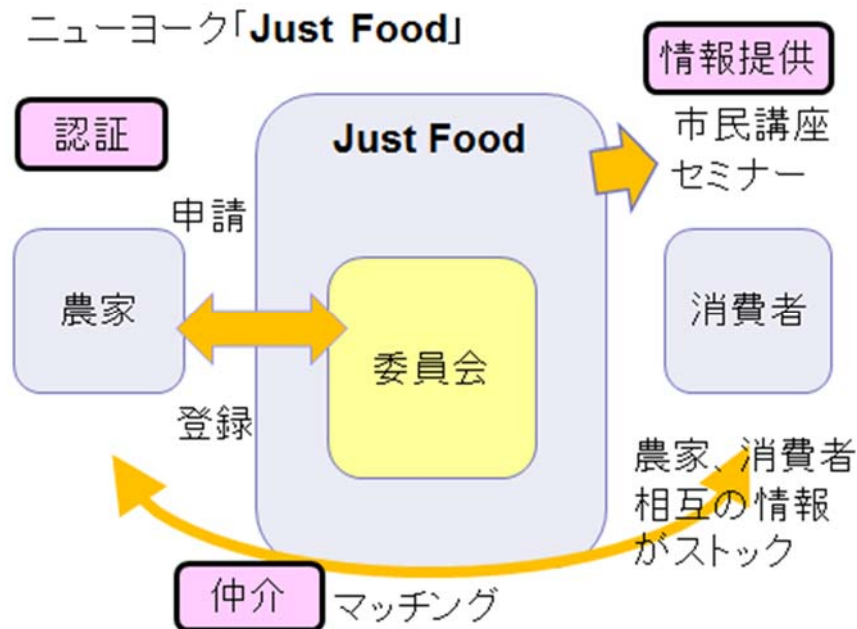 ニューヨーク「Just Food」
情報提供
市民講座
セミナー
認証
Just Food
申請
農家
委員会
消費者
登録
農家、消費者
相互の情報
がストック
仲介
マッチング